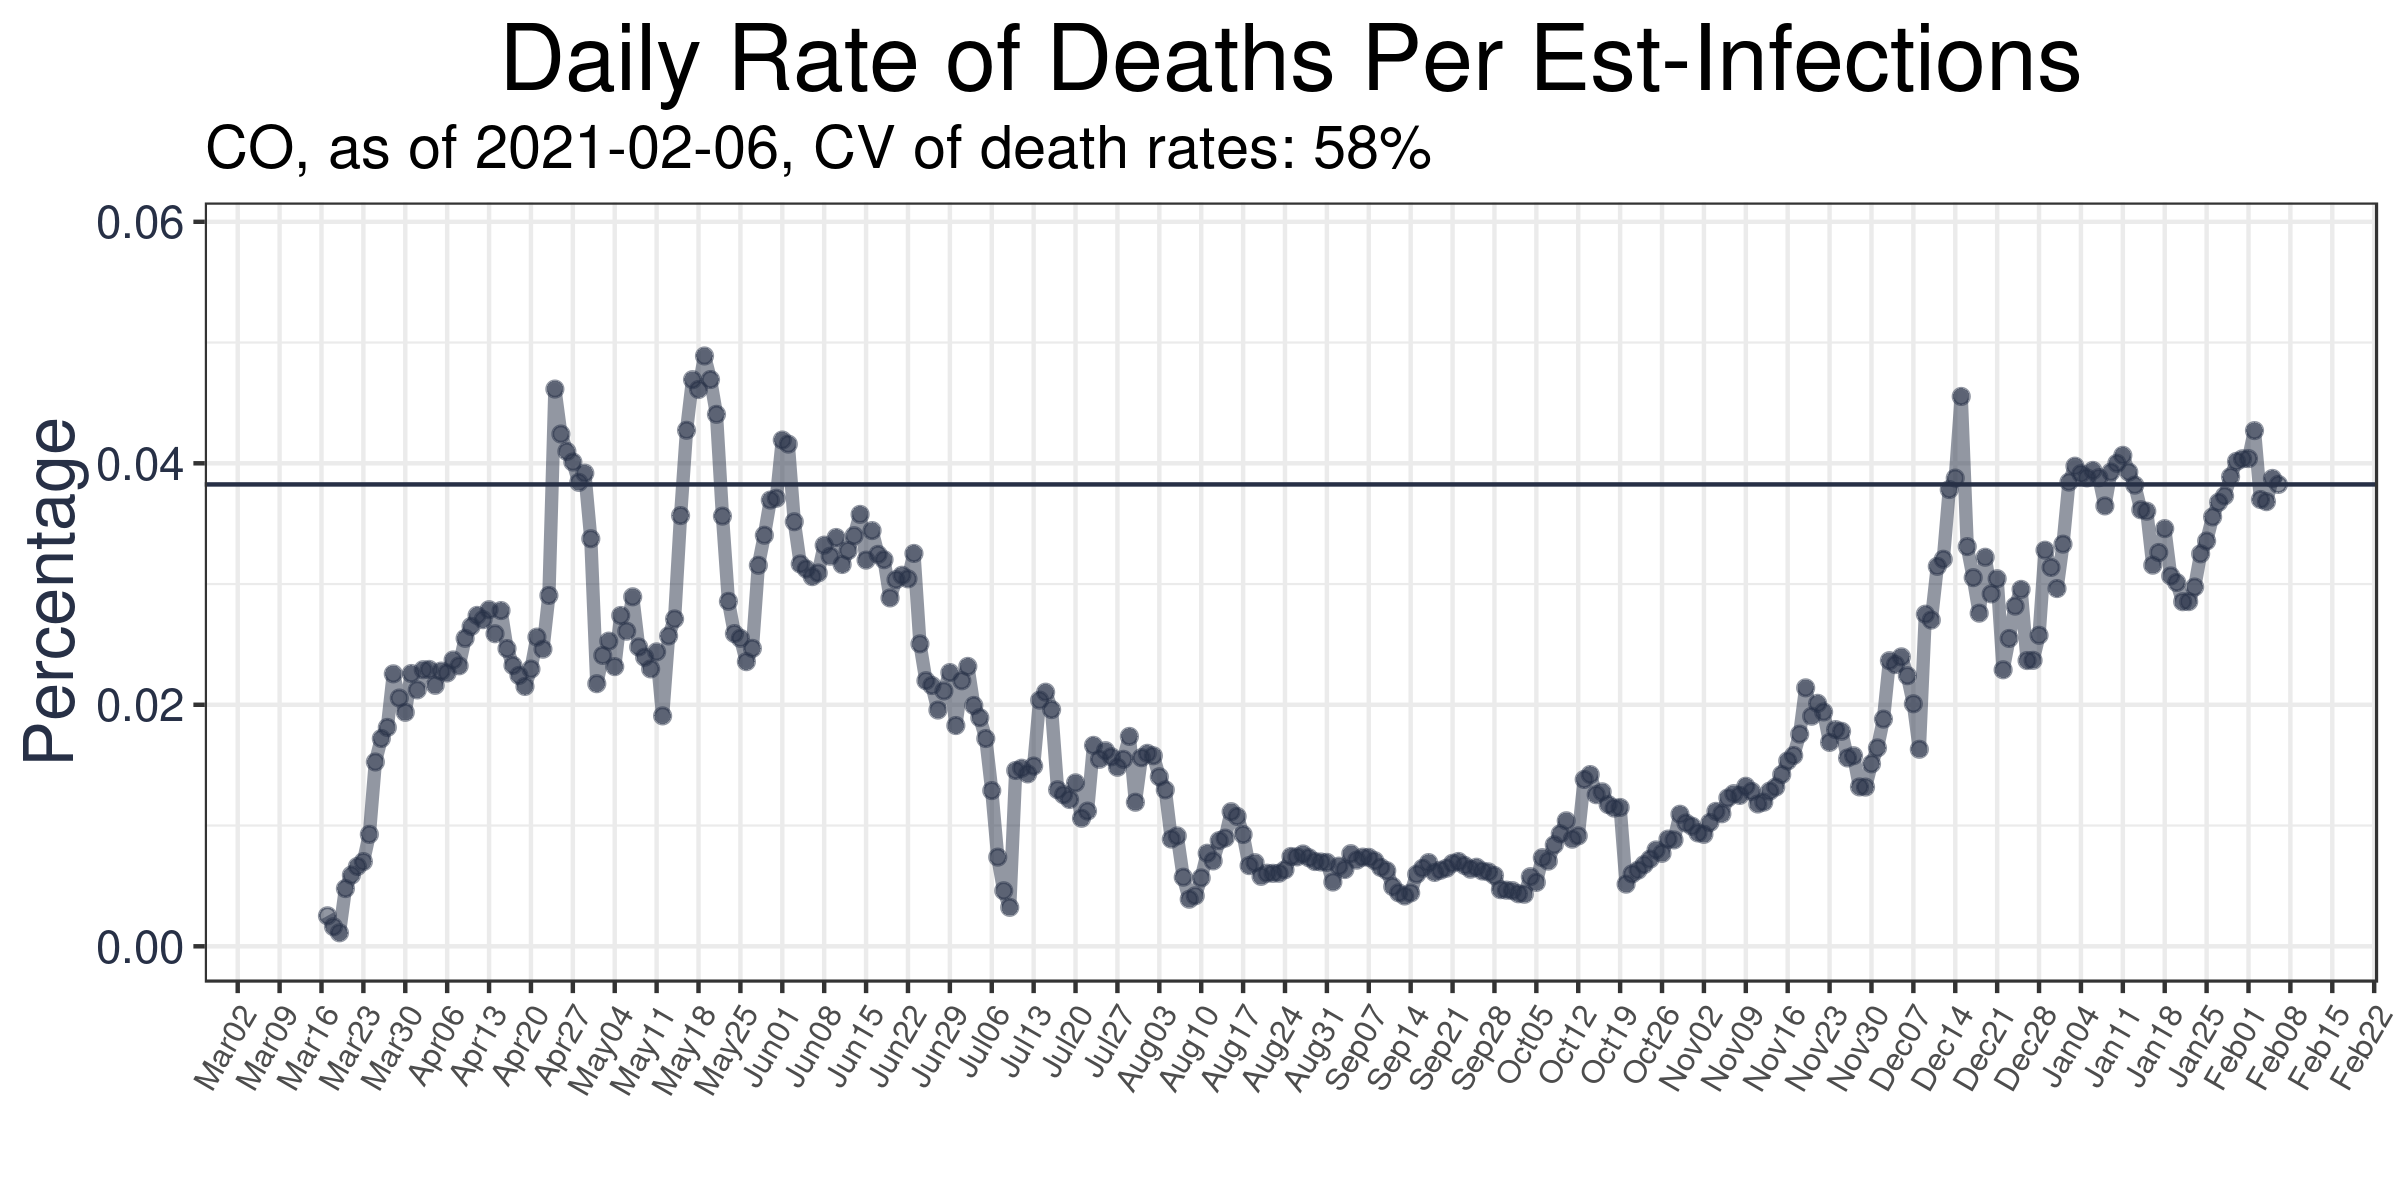 Daily Rate of Deaths Per Est-Infections
CO, as of 2021-02-06, CV of death rates: 58%
Percentage
0.06
0.04
0.02
0.00
Mar02
Mar09
Mar16
Mar23
Mar30
Apr06
Apr13
Apr20
Apr27
May04
May11
May18
May25
Jun01
Jun08
Jun15
Jun22
Jun29
Jul06
Jul13
Jul20
Jul27
Aug03
Aug10
Aug17
Aug24
Aug31
Sep07
Sep14
Sep21
Sep28
Oct05
Oct12
Oct19
Oct26
Nov02
Nov09
Nov16
Nov23
Nov30
Dec07
Dec14
Dec21
Dec28
Jan04
Jan11
Jan18
Jan25
Feb01
Feb08
Feb15
Feb22